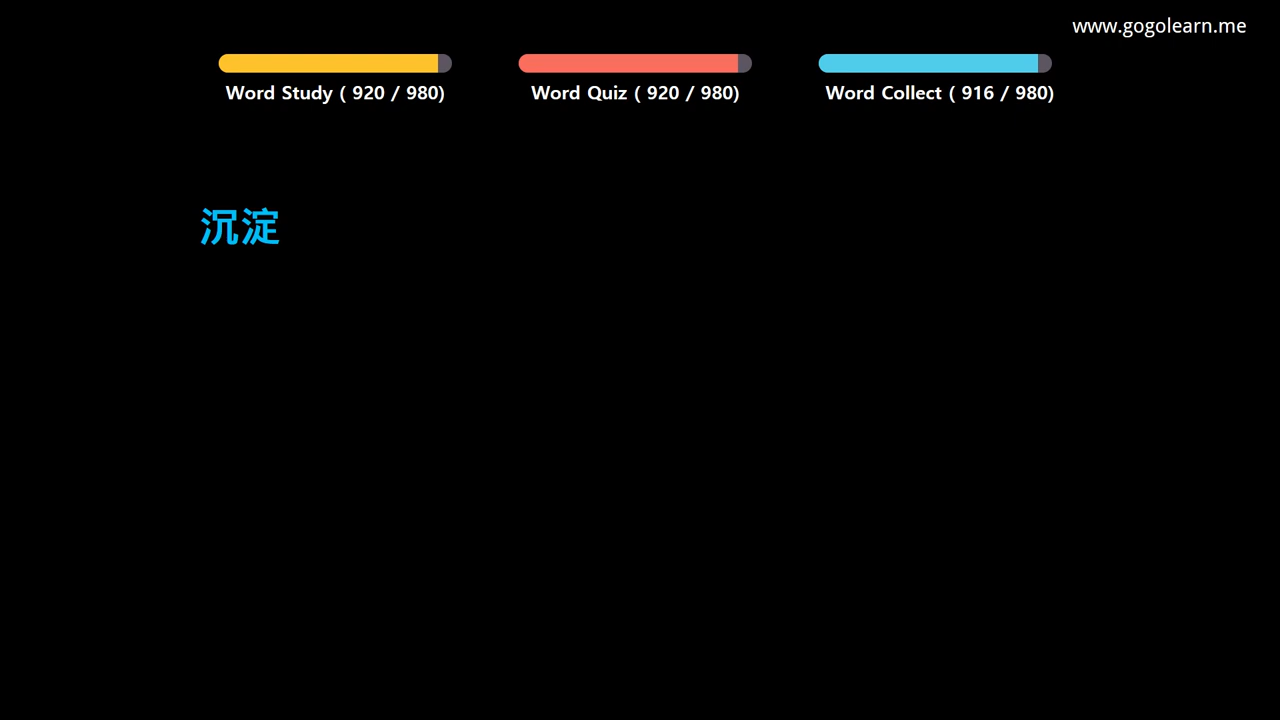 www.gogolearn.me
Word Study ( 920 / 980)
Word Quiz ( 920 / 980)
Word Collect ( 916 / 980)
沉淀